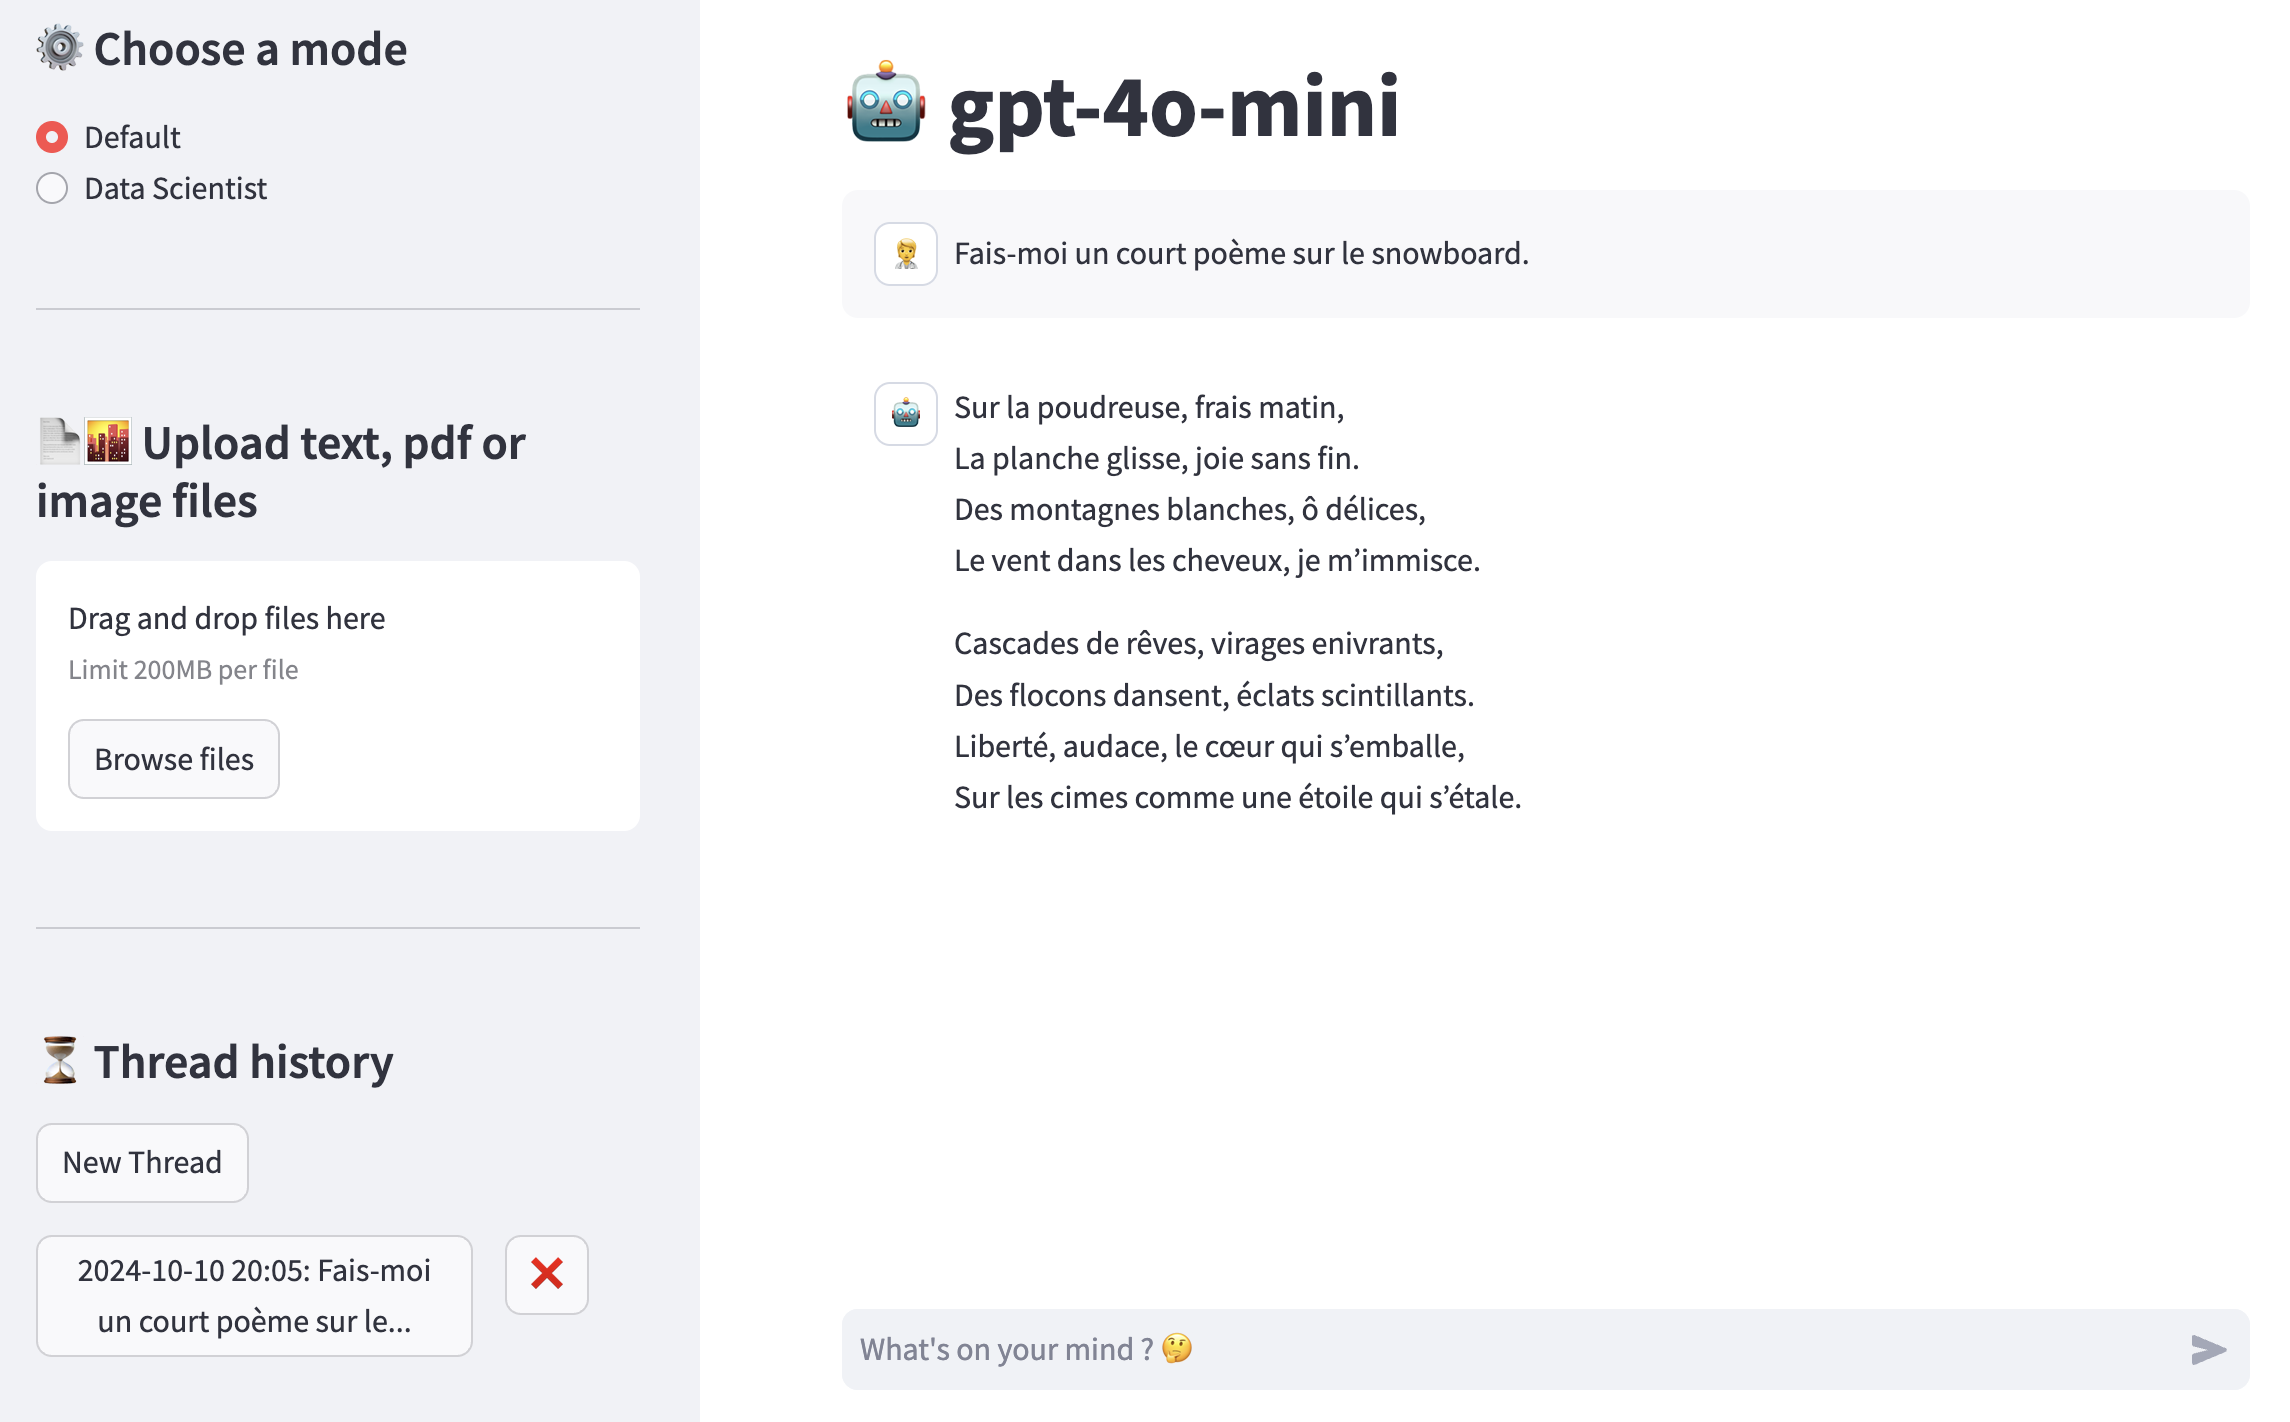 Choose a mode
Default
Data Scientist
Upload text, pdf or
image files
Drag and drop files here
Limit 200MB per file
Browse files
Thread history
New Thread
2024-10-10 20:05: Fais-moi
un court poème sur le...
gpt-4o-mini
Fais-moi un court poème sur le snowboard.
Sur la poudreuse, frais matin,
La planche glisse, joie sans fin.
Des montagnes blanches, ô délices,
Le vent dans les cheveux, je m’immisce.
Cascades de rêves, virages enivrants,
Des flocons dansent, éclats scintillants.
Liberté, audace, le cœur qui s’emballe,
Sur les cimes comme une étoile qui s’étale.
What's on your mind ? 🤔